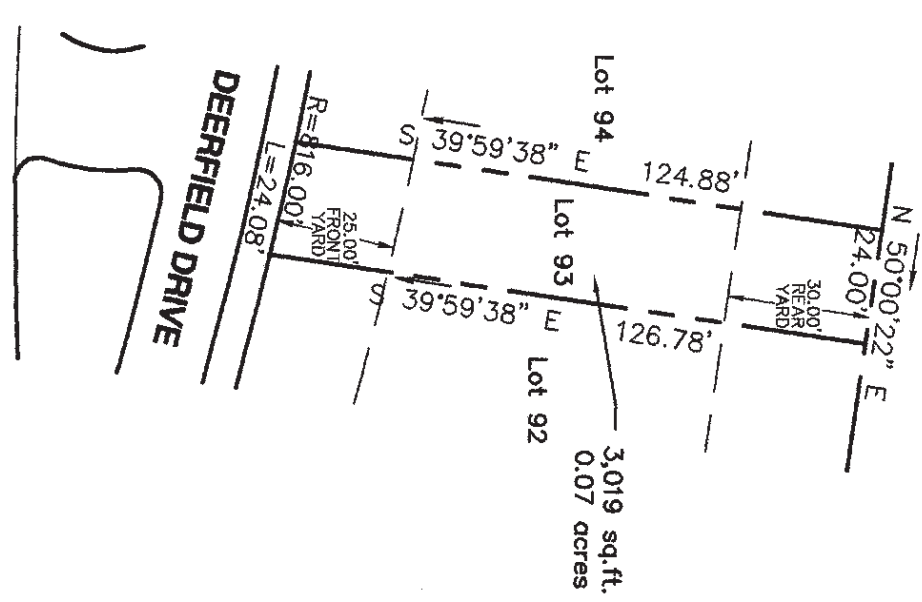 N 50°00'22" E
24.00'
30.00'
REAR
YARD
Lot 94
S 39°59'38" E 124.88'
Lot 93
S 39°59'38" E 126.78'
Lot 92
3,019 sq.ft.
0.07 acres
25.00'
FRONT
YARD
R=816.00'
L=24.08'
DEERFIELD DRIVE